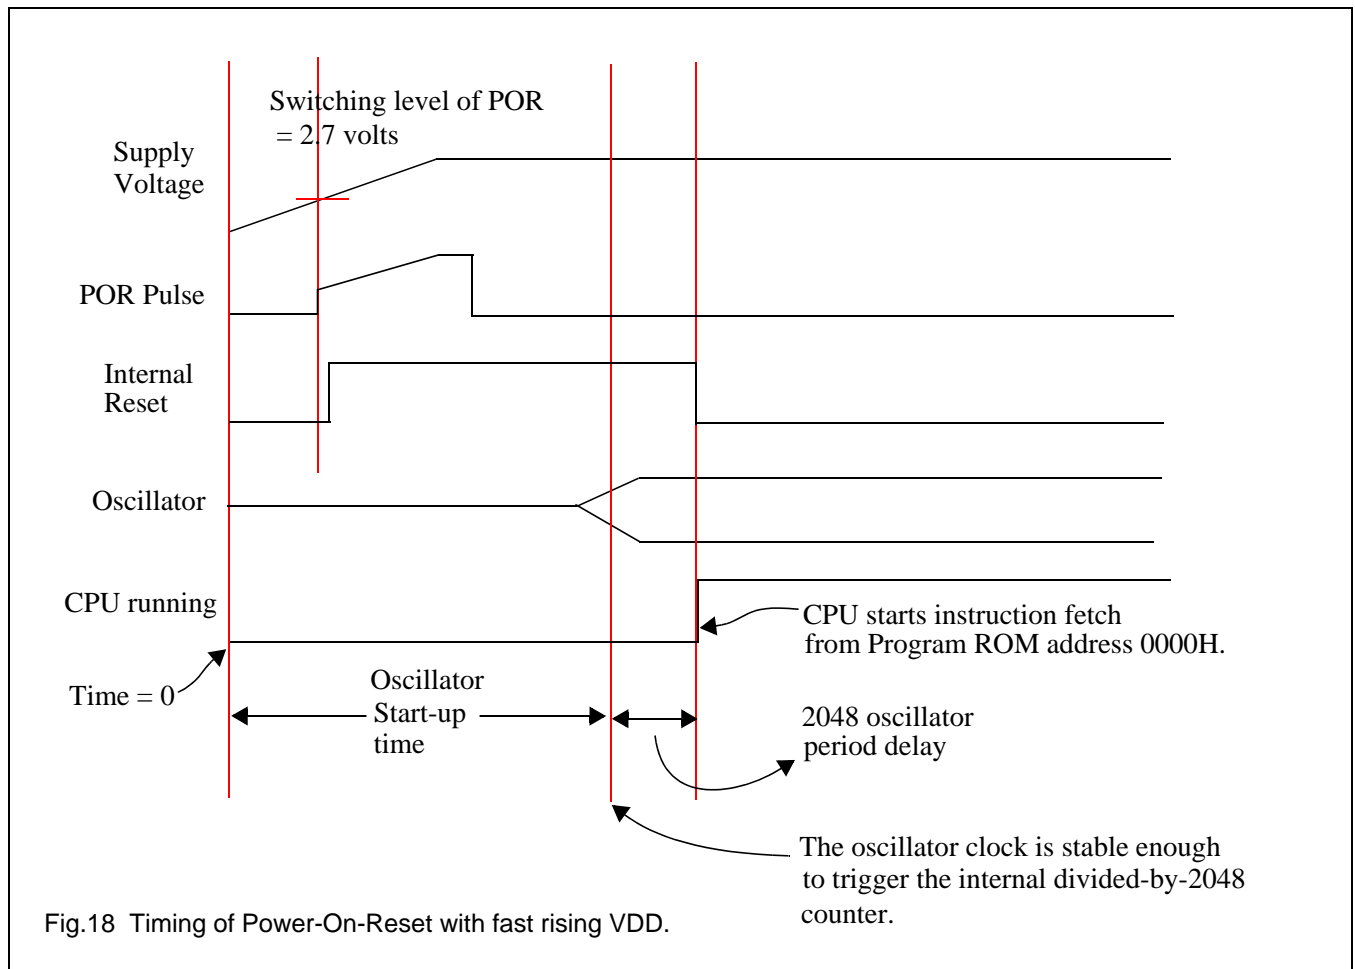 Switching level of POR
= 2.7 volts
Supply
Voltage
POR Pulse
Internal
Reset
Oscillator
CPU running
CPU starts instruction fetch
from Program ROM address 0000H.
Time = 0
Oscillator
Start-up
time
2048 oscillator
period delay
The oscillator clock is stable enough
to trigger the internal divided-by-2048
counter.
Fig.18 Timing of Power-On-Reset with fast rising VDD.